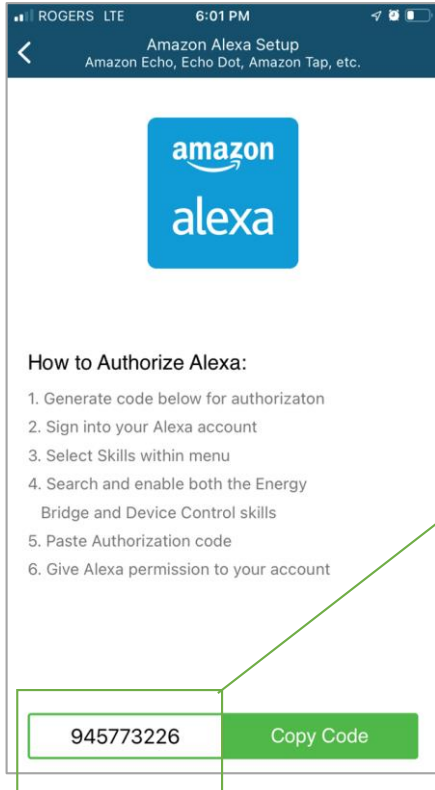 ROGERS LTE 6:01 PM
Amazon Alexa Setup
Amazon Echo, Echo Dot, Amazon Tap, etc.
amazon
alexa
How to Authorize Alexa:
1. Generate code below for authorizaton
2. Sign into your Alexa account
3. Select Skills within menu
4. Search and enable both the Energy
Bridge and Device Control skills
5. Paste Authorization code
6. Give Alexa permission to your account
945773226 Copy Code